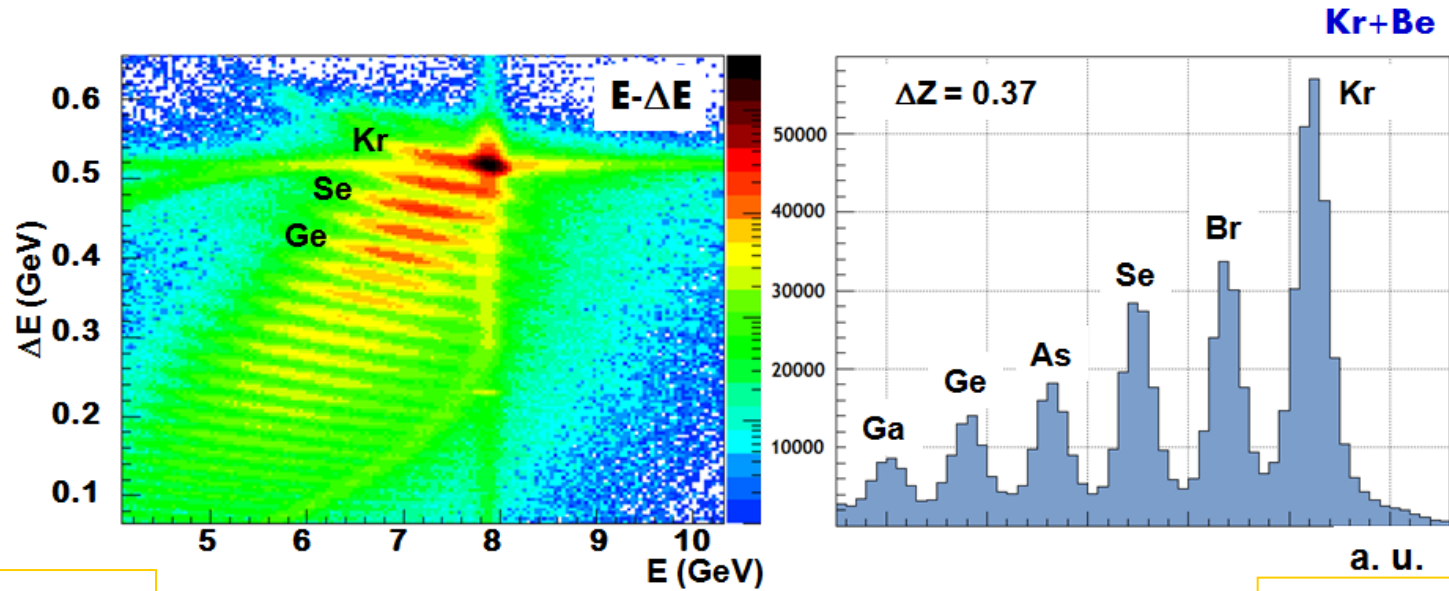 Kr+Be
E-ΔE
Kr
Se
Ge
0.6
0.5
0.4
0.3
0.2
0.1
ΔE (GeV)
5 6 7 8 9 10
E (GeV)
ΔZ = 0.37
Kr
Br
Se
As
Ge
Ga
50000
40000
30000
20000
10000
a. u.